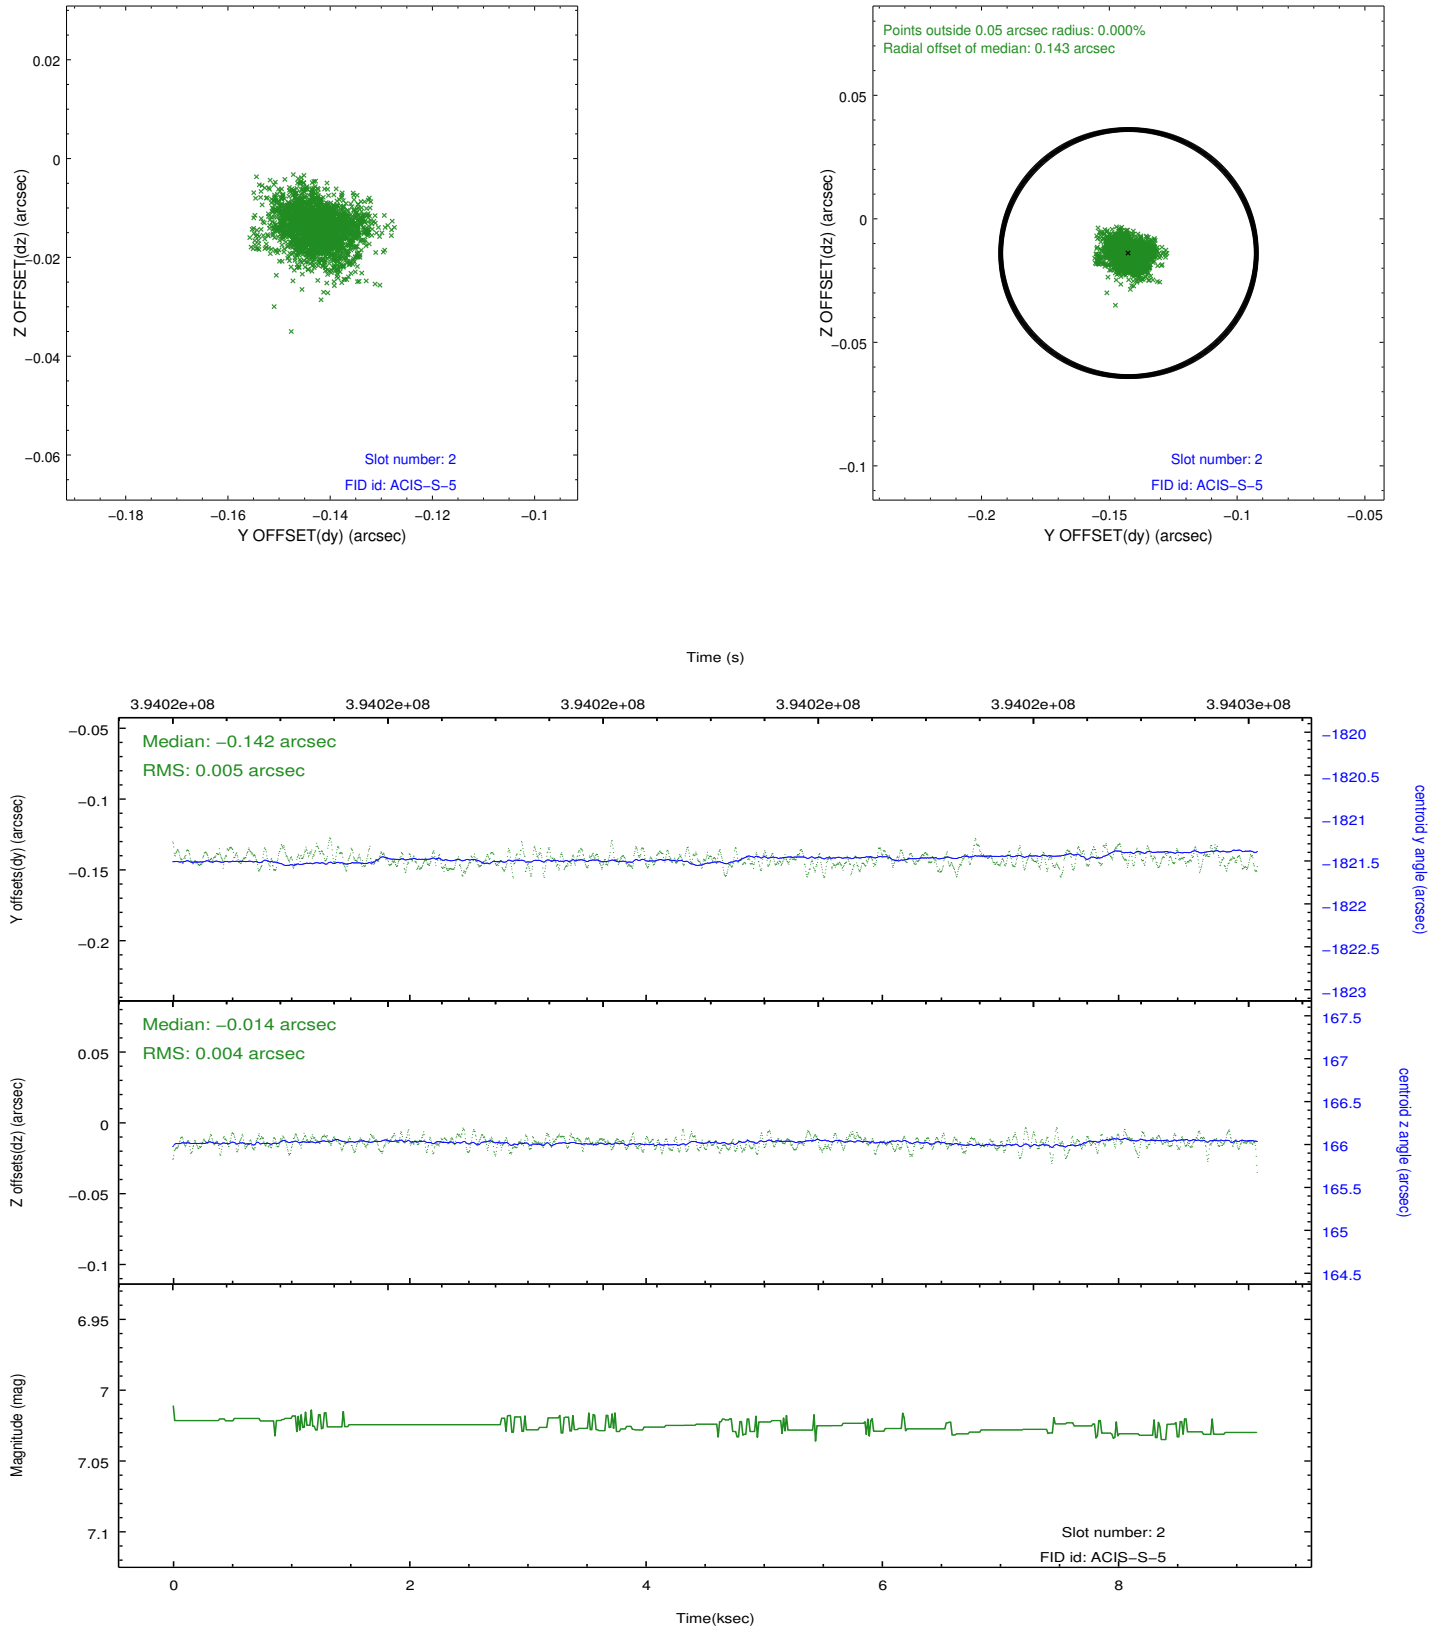 0.02
0
−0.02
−0.04
−0.06
Z OFFSET(dz) (arcsec)
Slot number: 2
FID id: ACIS−S−5
−0.18 −0.16 −0.14 −0.12 −0.1
Y OFFSET(dy) (arcsec)
Points outside 0.05 arcsec radius: 0.000%
Radial offset of median: 0.143 arcsec
0.05
0
−0.05
−0.1
Z OFFSET(dz) (arcsec)
Slot number: 2
FID id: ACIS−S−5
−0.2 −0.15 −0.1 −0.05
Y OFFSET(dy) (arcsec)
Time (s)
3.9402e+08 3.9402e+08 3.9402e+08 3.9402e+08 3.9402e+08 3.9403e+08
Median: −0.142 arcsec
RMS: 0.005 arcsec
−0.05
−0.1
−0.15
−0.2
Y offsets(dy) (arcsec)
−1820
−1820.5
−1821
−1821.5
−1822
−1822.5
−1823
centroid y angle (arcsec)
Median: −0.014 arcsec
RMS: 0.004 arcsec
0.05
0
−0.05
−0.1
Z offsets(dz) (arcsec)
167.5
167
166.5
166
165.5
165
164.5
centroid z angle (arcsec)
6.95
7
7.05
7.1
Magnitude (mag)
Slot number: 2
FID id: ACIS−S−5
0 2 4 6 8
Time(ksec)